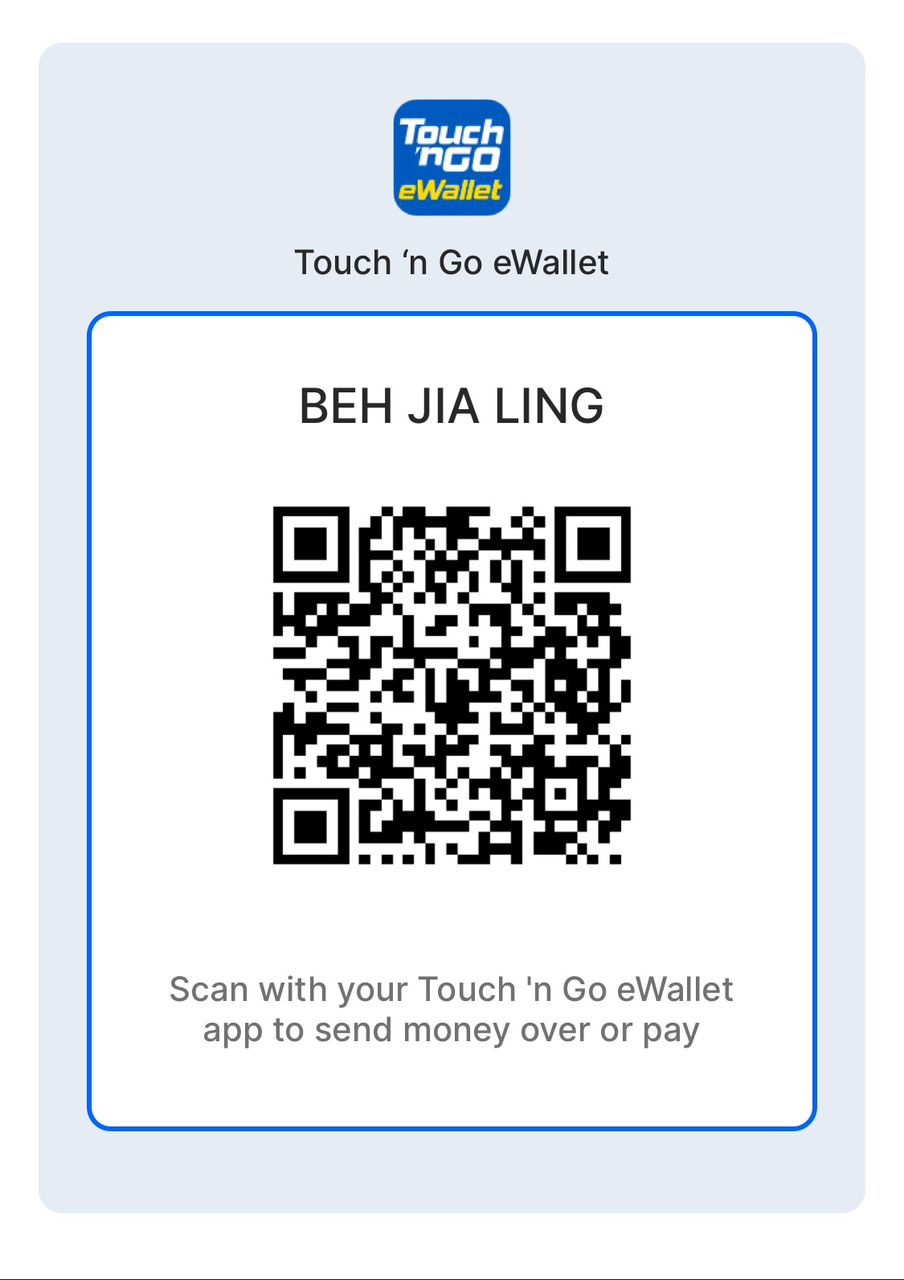 Touch
'nGO
eWallet
Touch ‘n Go eWallet
BEH JIA LING
Scan with your Touch 'n Go eWallet
app to send money over or pay